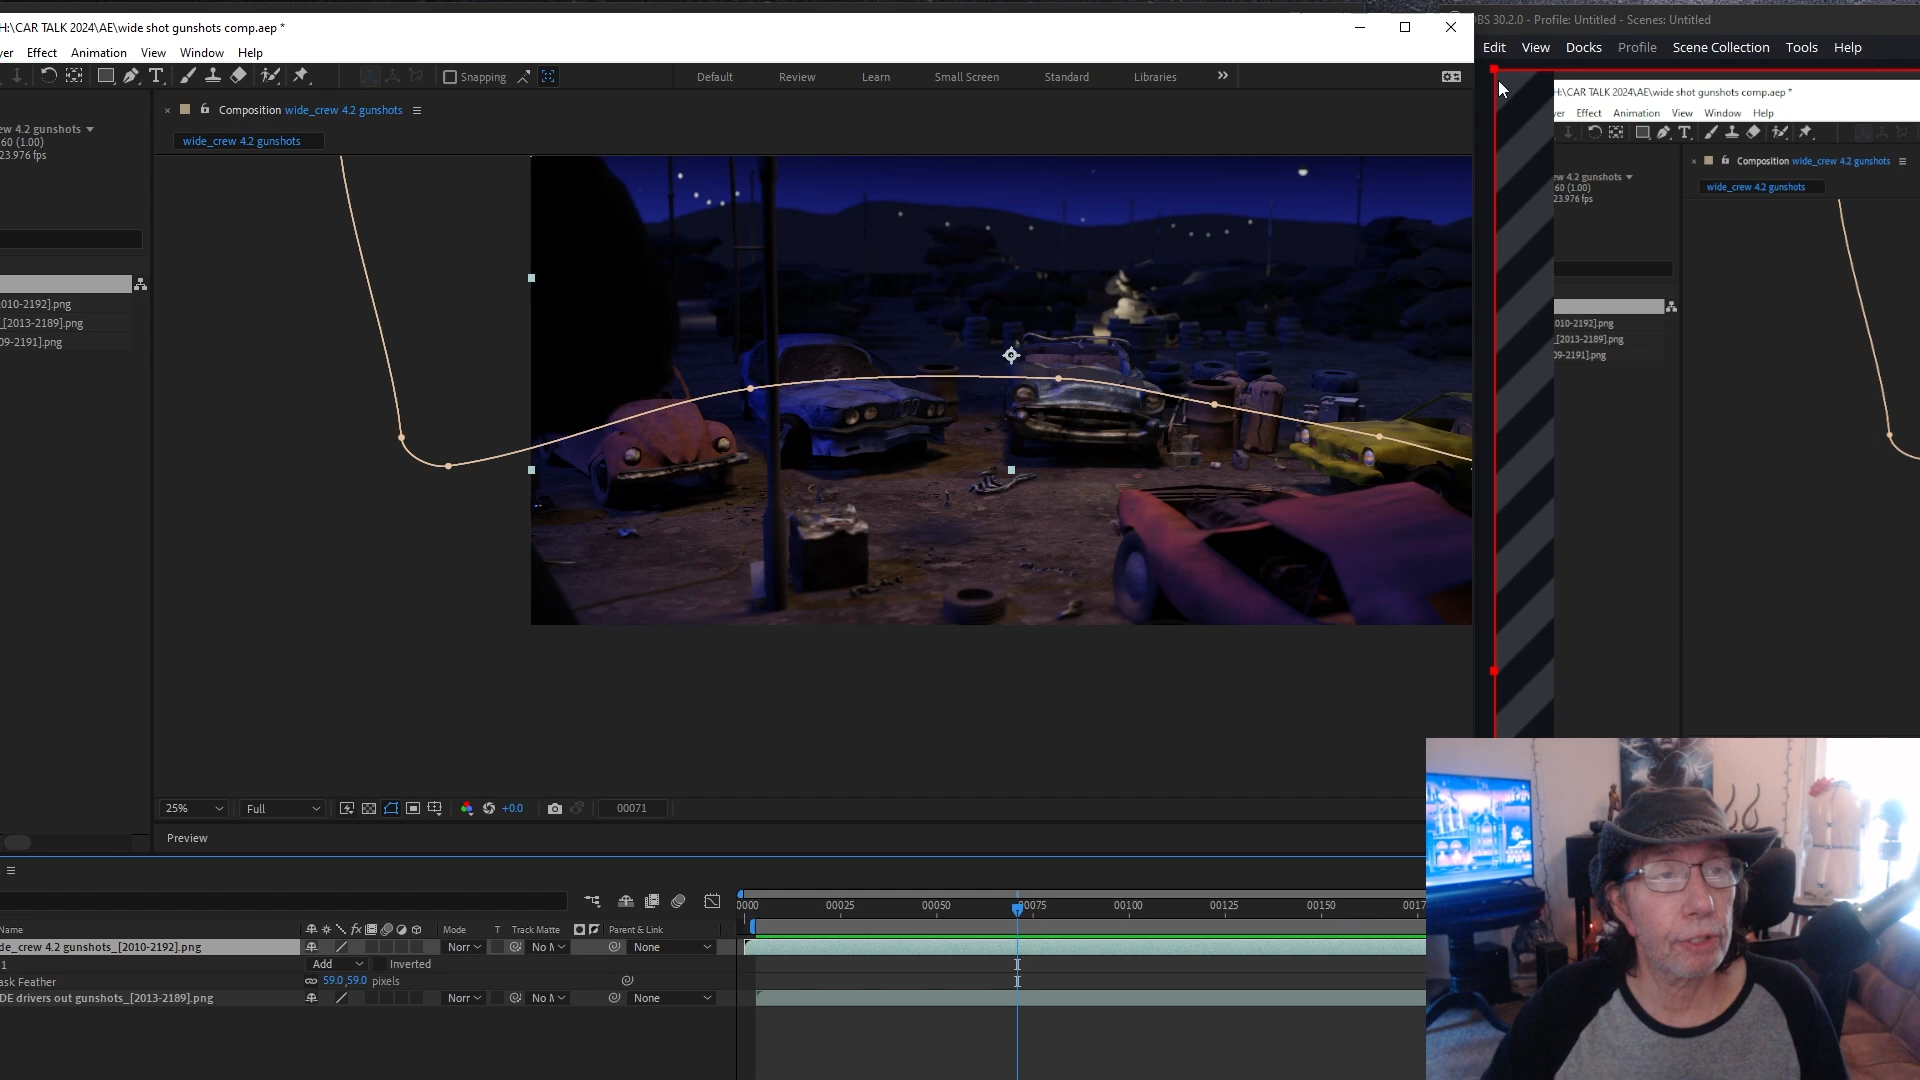 H:\CAR TALK 2024\AE\wide shot gunshots comp.aep *
yer Effect Animation View Window Help
Snapping
Default Review Learn Small Screen Standard Libraries
Composition wide_crew 4.2 gunshots
wide_crew 4.2 gunshots
ew 4.2 gunshots
60 (1.00)
23.976 fps
010-2192].png
_[2013-2189].png
09-2191].png
25% Full +0.0 00071
Preview
0000 00025 00050 00075 00100 00125 00150 0017
Name Mode T Track Matte Parent & Link
de_crew 4.2 gunshots_[2010-2192].png Norr No M None
1 Add Inverted
ask Feather 59.0,59.0 pixels
DE drivers out gunshots_[2013-2189].png Norr No M None
OBS 30.2.0 - Profile: Untitled - Scenes: Untitled
Edit View Docks Profile Scene Collection Tools Help
H:\CAR TALK 2024\AE\wide shot gunshots comp.aep *
yer Effect Animation View Window Help
Composition wide_crew 4.2 gunshots
wide_crew 4.2 gunshots
ew 4.2 gunshots
60 (1.00)
23.976 fps
010-2192].png
_[2013-2189].png
09-2191].png